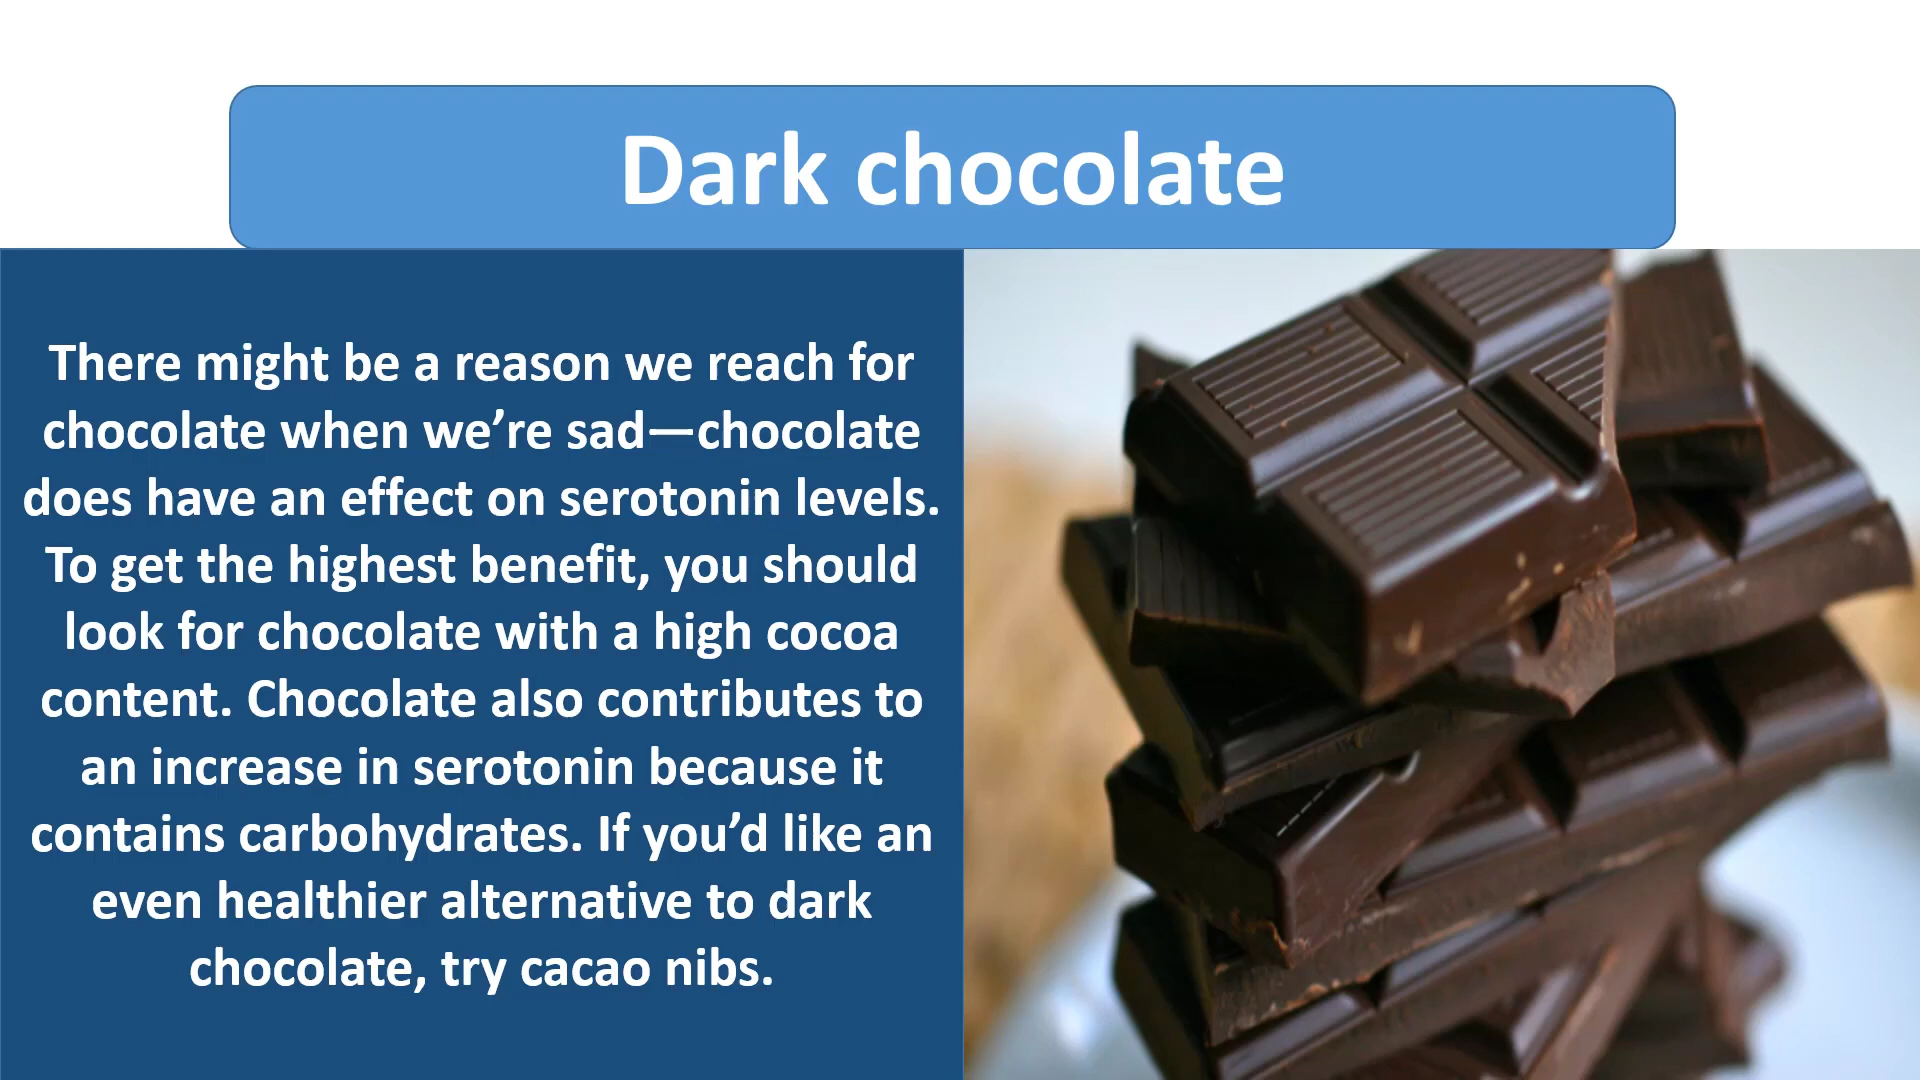 Dark chocolate
There might be a reason we reach for
chocolate when we’re sad—chocolate
does have an effect on serotonin levels.
To get the highest benefit, you should
look for chocolate with a high cocoa
content. Chocolate also contributes to
an increase in serotonin because it
contains carbohydrates. If you’d like an
even healthier alternative to dark
chocolate, try cacao nibs.